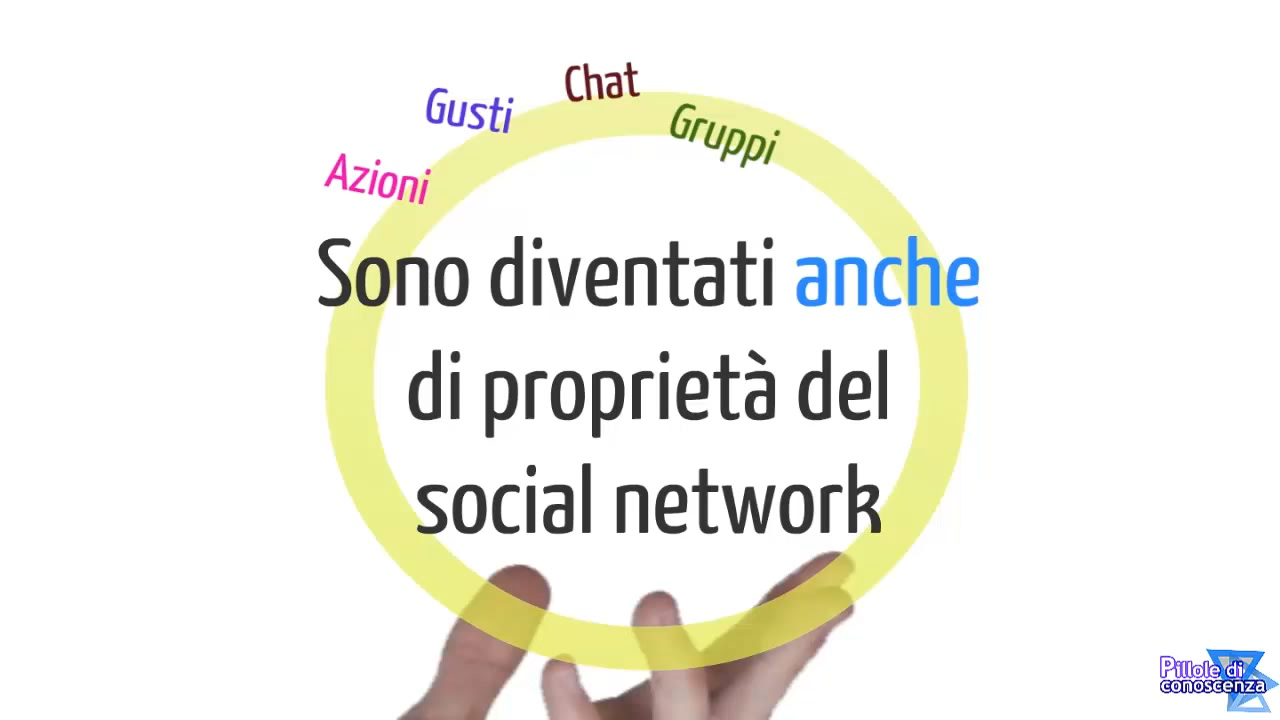 Chat
Gusti
Gruppi
Azioni
Sono diventati anche
di proprietà del
social network
Pillole di
conoscenza